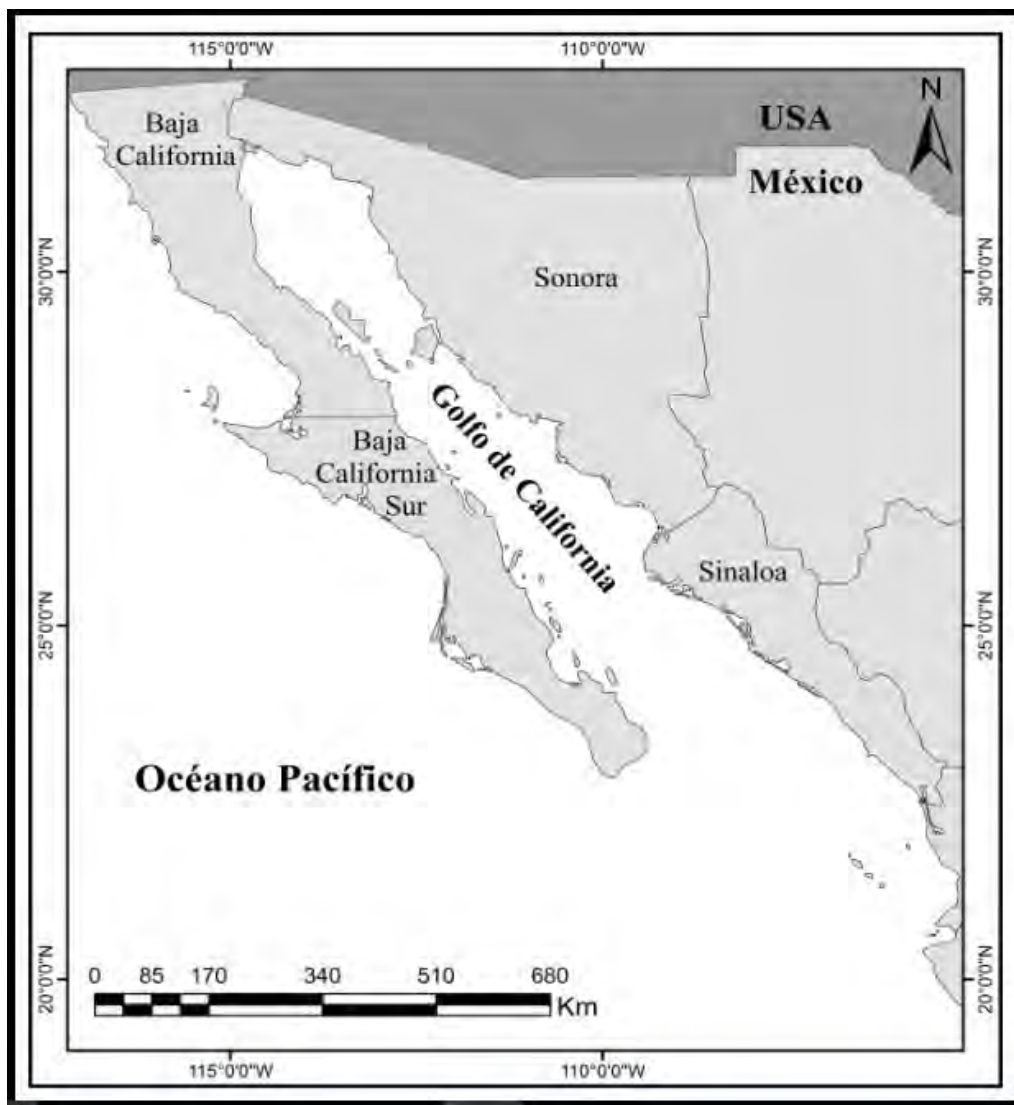 115°0'0"W 110°0'0"W
N
USA
Baja
California
México
30°0'0"N
Sonora
30°0'0"N
Golfo de California
Baja
California
Sur
Sinaloa
25°0'0"N
25°0'0"N
Océano Pacífico
0 85 170 340 510 680
Km
20°0'0"N
20°0'0"N
115°0'0"W 110°0'0"W